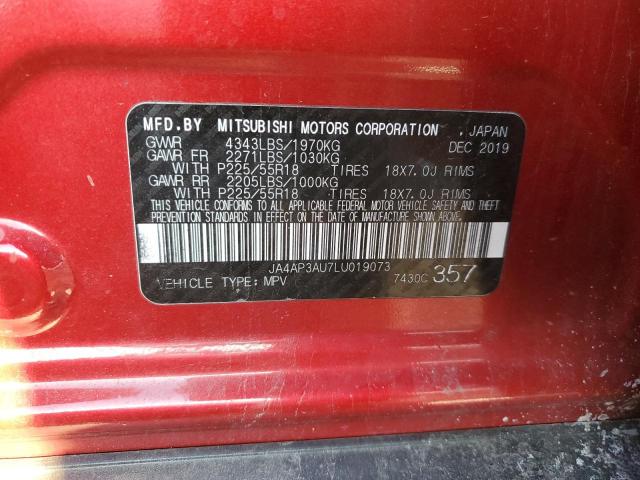 MFD.BY MITSUBISHI MOTORS CORPORATION . JAPAN
GVWR 4343LBS/1970KG DEC 2019
GAWR FR 2271LBS/1030KG
WITH P225/55R18 TIRES 18X7.0J RIMS
GAWR RR 2205LBS/1000KG
WITH P225/55R18 TIRES 18X7.0J RIMS
THIS VEHICLE CONFORMS TO ALL APPLICABLE FEDERAL MOTOR VEHICLE SAFETY AND THEFT
PREVENTION STANDARDS IN EFFECT ON THE DATE OF MANUFACTURE SHOWN ABOVE.
JA4AP3AU7LU019073
VEHICLE TYPE: MPV 7430C 357